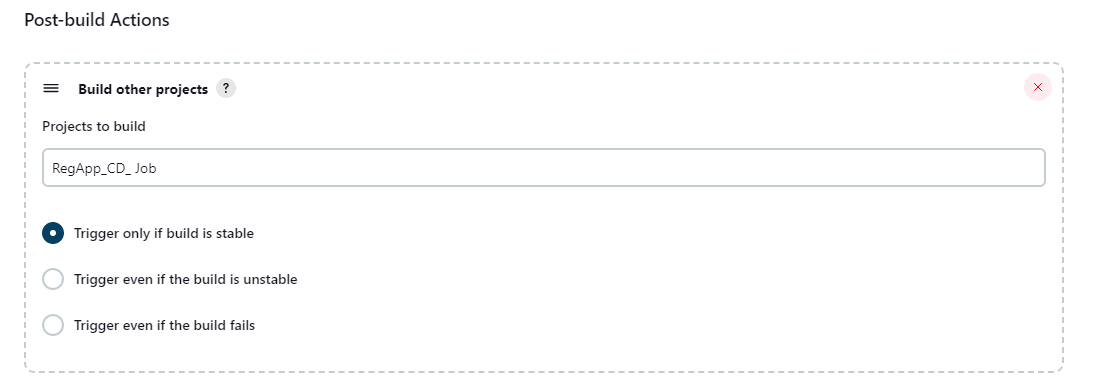 Post-build Actions
Build other projects ?
Projects to build
RegApp_CD_ Job
Trigger only if build is stable
Trigger even if the build is unstable
Trigger even if the build fails